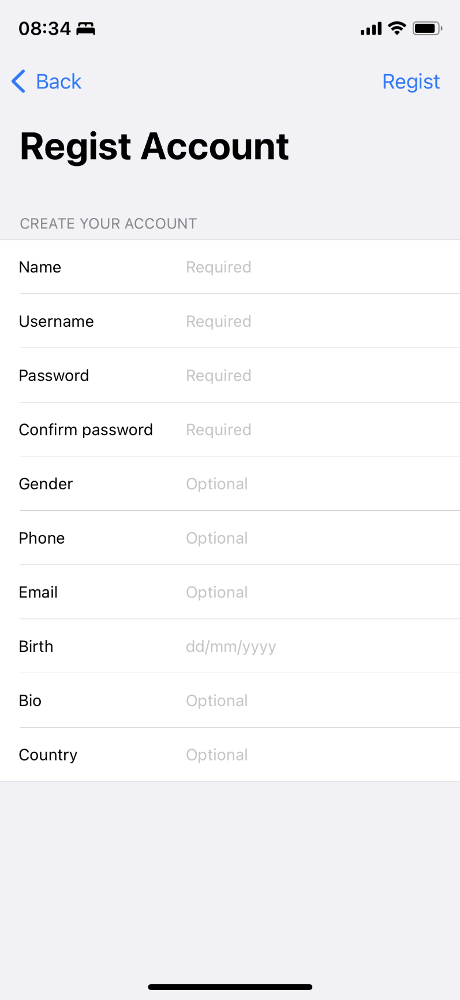 08:34
Back Regist
Regist Account
CREATE YOUR ACCOUNT
Name Required
Username Required
Password Required
Confirm password Required
Gender Optional
Phone Optional
Email Optional
Birth dd/mm/yyyy
Bio Optional
Country Optional